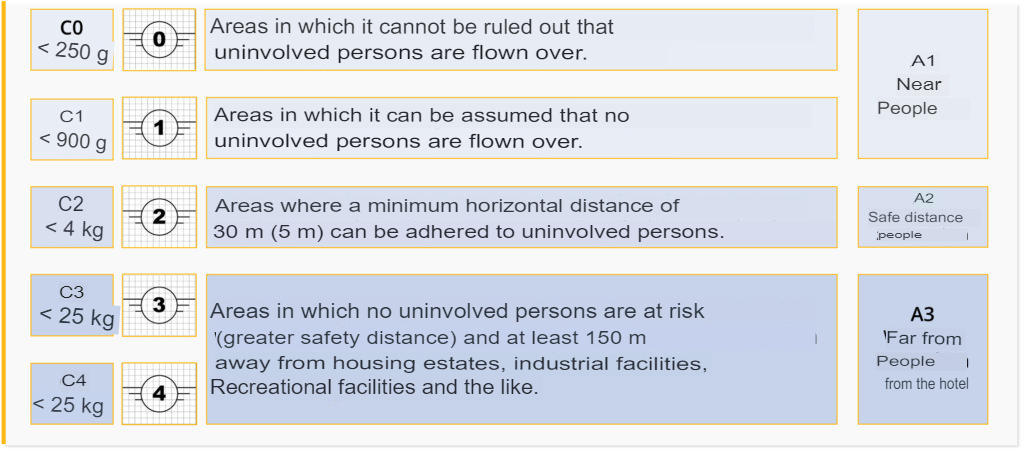 C0
< 250 g
0
Areas in which it cannot be ruled out that
uninvolved persons are flown over.
A1
Near
People
C1
< 900 g
1
Areas in which it can be assumed that no
uninvolved persons are flown over.
C2
< 4 kg
2
Areas where a minimum horizontal distance of
30 m (5 m) can be adhered to uninvolved persons.
A2
Safe distance
people
C3
< 25 kg
3
C4
< 25 kg
4
Areas in which no uninvolved persons are at risk
(greater safety distance) and at least 150 m
away from housing estates, industrial facilities,
Recreational facilities and the like.
A3
Far from
People
from the hotel